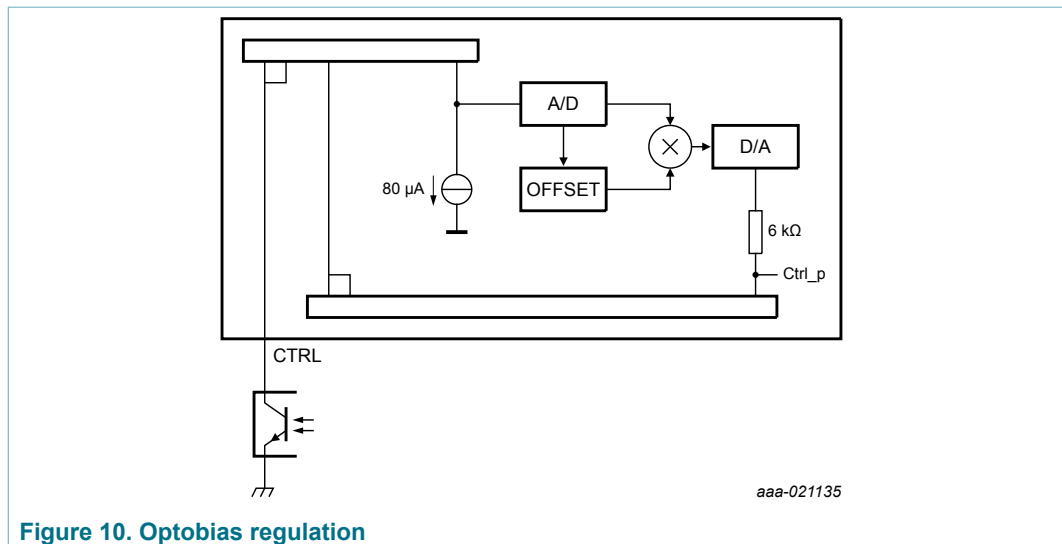 A/D
D/A
80 µA
OFFSET
6 kΩ
Ctrl_p
CTRL
aaa-021135
Figure 10. Optobias regulation